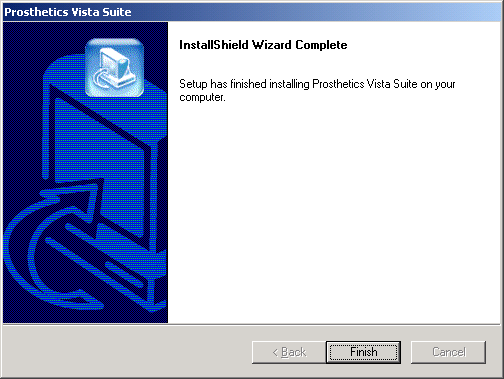 Prosthetics Vista Suite
InstallShield Wizard Complete
Setup has finished installing Prosthetics Vista Suite on your
computer.
< Back Finish Cancel